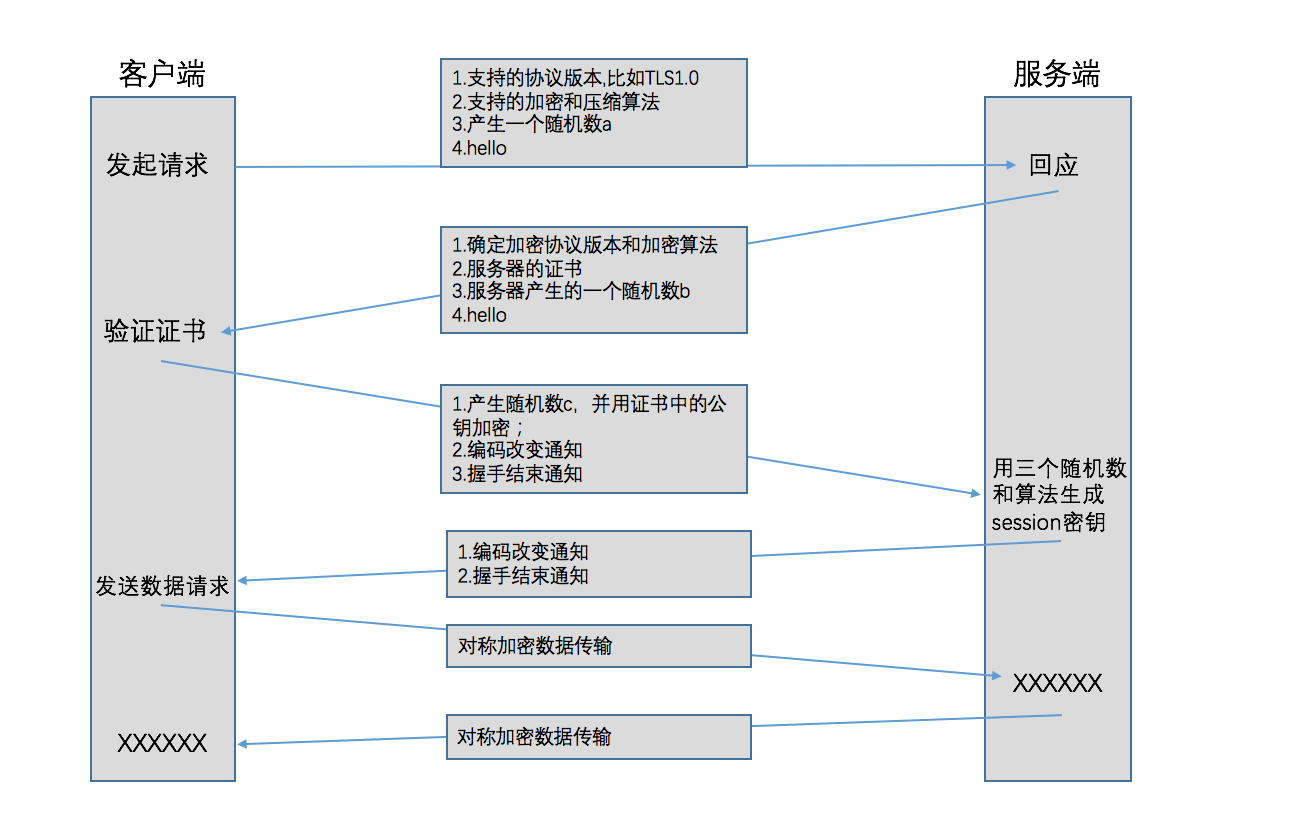 客户端
服务端
1.支持的协议版本,比如TLS1.0
2.支持的加密和压缩算法
3.产生一个随机数a
4.hello
发起请求
回应
1.确定加密协议版本和加密算法
2.服务器的证书
3.服务器产生的一个随机数b
4.hello
验证证书
1.产生随机数c，并用证书中的公
钥加密；
2.编码改变通知
3.握手结束通知
用三个随机数
和算法生成
session密钥
1.编码改变通知
2.握手结束通知
发送数据请求
对称加密数据传输
XXXXXX
对称加密数据传输
XXXXXX